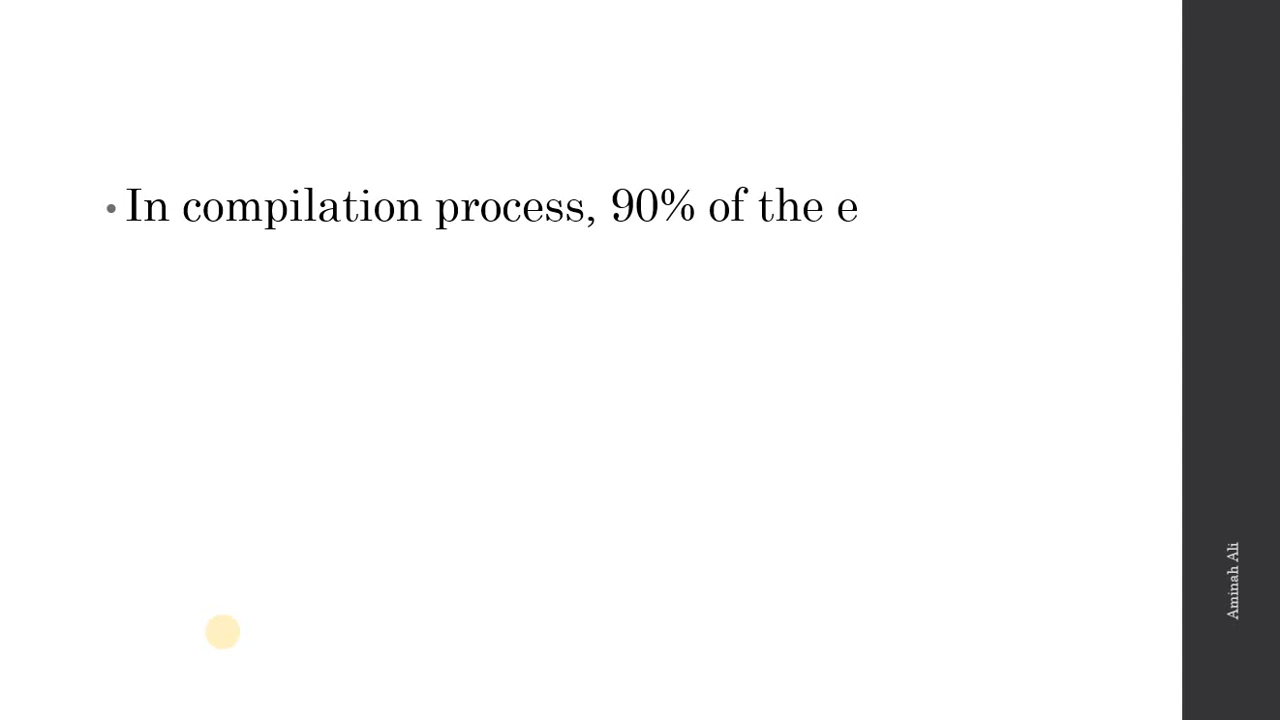 • In compilation process, 90% of the e
Aminah Ali